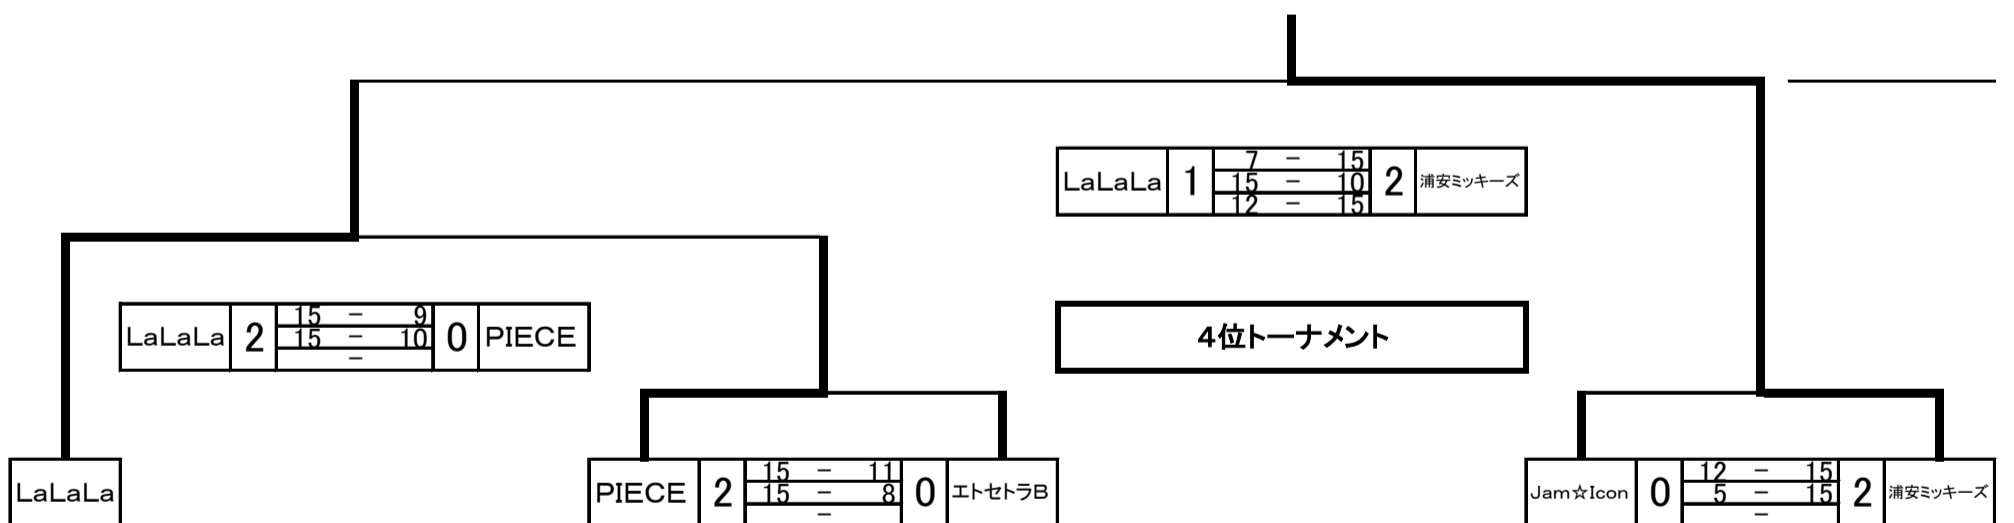 LaLaLa 1 7 - 15 2 浦安ミッキーズ
15 - 10
12 - 15
LaLaLa 2 15 - 9 0 PIECE
15 - 10
-
4位トーナメント
LaLaLa
PIECE 2 15 - 11 0 エトセトラB
15 - 8
-
Jam☆Icon 0 12 - 15 2 浦安ミッキーズ
5 - 15
-